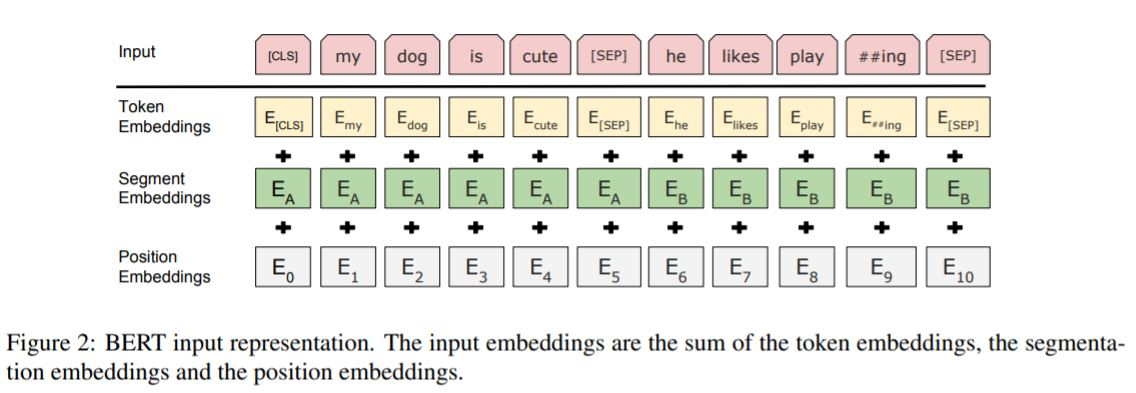 Input [CLS] my dog is cute [SEP] he likes play ##ing [SEP]
Token
Embeddings
E[CLS] Emy Edog Eis Ecute E[SEP] Ehe Elikes Eplay E##ing E[SEP]
+ + + + + + + + + + +
Segment
Embeddings
EA EA EA EA EA EA EB EB EB EB EB
+ + + + + + + + + + +
Position
Embeddings
E0 E1 E2 E3 E4 E5 E6 E7 E8 E9 E10
Figure 2: BERT input representation. The input embeddings are the sum of the token embeddings, the segmenta-
tion embeddings and the position embeddings.